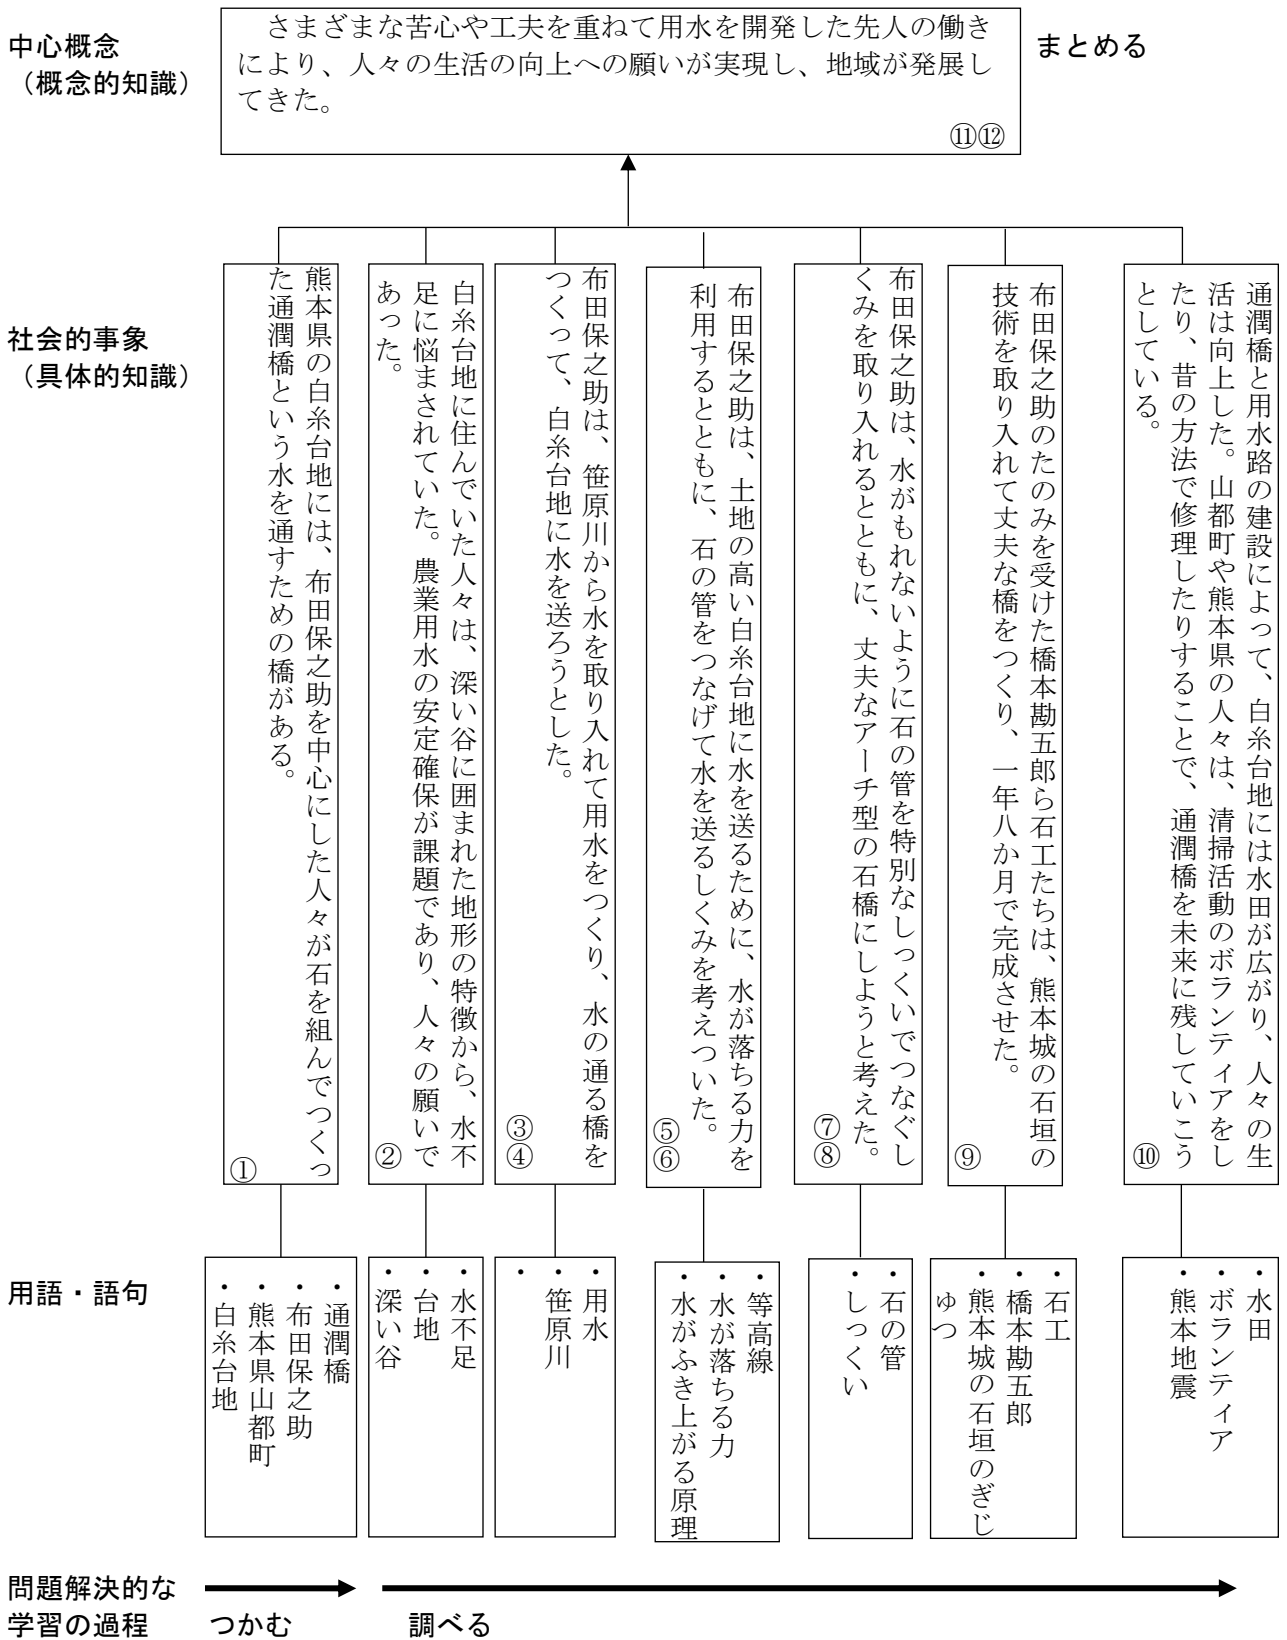 中心概念
（概念的知識）
さまざまな苦心や工夫を重ねて用水を開発した先人の働き
により、人々の生活の向上への願いが実現し、地域が発展し
てきた。
⑪⑫
まとめる
社会的事象
（具体的知識）
熊本県の白糸台地には、布田保之助を中心にした人々が石を組んでつくっ
た通潤橋という水を通すための橋がある。
①
白糸台地に住んでいた人々は、深い谷に囲まれた地形の特徴から、水不
足に悩まされていた。農業用水の安定確保が課題であり、人々の願いで
あった。
②
布田保之助は、笹原川から水を取り入れて用水をつくり、水の通る橋を
つくって、白糸台地に水を送ろうとした。
③
④
布田保之助は、土地の高い白糸台地に水を送るために、水が落ちる力を
利用するとともに、石の管をつなげて水を送るしくみを考えついた。
⑤
⑥
布田保之助は、水がもれないように石の管を特別なしっくいでつなぐし
くみを取り入れるとともに、丈夫なアーチ型の石橋にしようと考えた。
⑦
⑧
布田保之助のたのみを受けた橋本勘五郎ら石工たちは、熊本城の石垣の
技術を取り入れて丈夫な橋をつくり、一年八か月で完成させた。
⑨
通潤橋と用水路の建設によって、白糸台地には水田が広がり、人々の生
活は向上した。山都町や熊本県の人々は、清掃活動のボランティアをし
たり、昔の方法で修理したりすることで、通潤橋を未来に残していこう
としている。
⑩
用語・語句
・通潤橋
・布田保之助
・熊本県山都町
・白糸台地
・水不足
・台地
・深い谷
・用水
・笹原川
・
・等高線
・水が落ちる力
・水がふき上がる原理
・石の管
・しっくい
・石工
・橋本勘五郎
・熊本城の石垣のぎじ
ゅつ
・水田
・ボランティア
・熊本地震
問題解決的な
学習の過程
つかむ
調べる